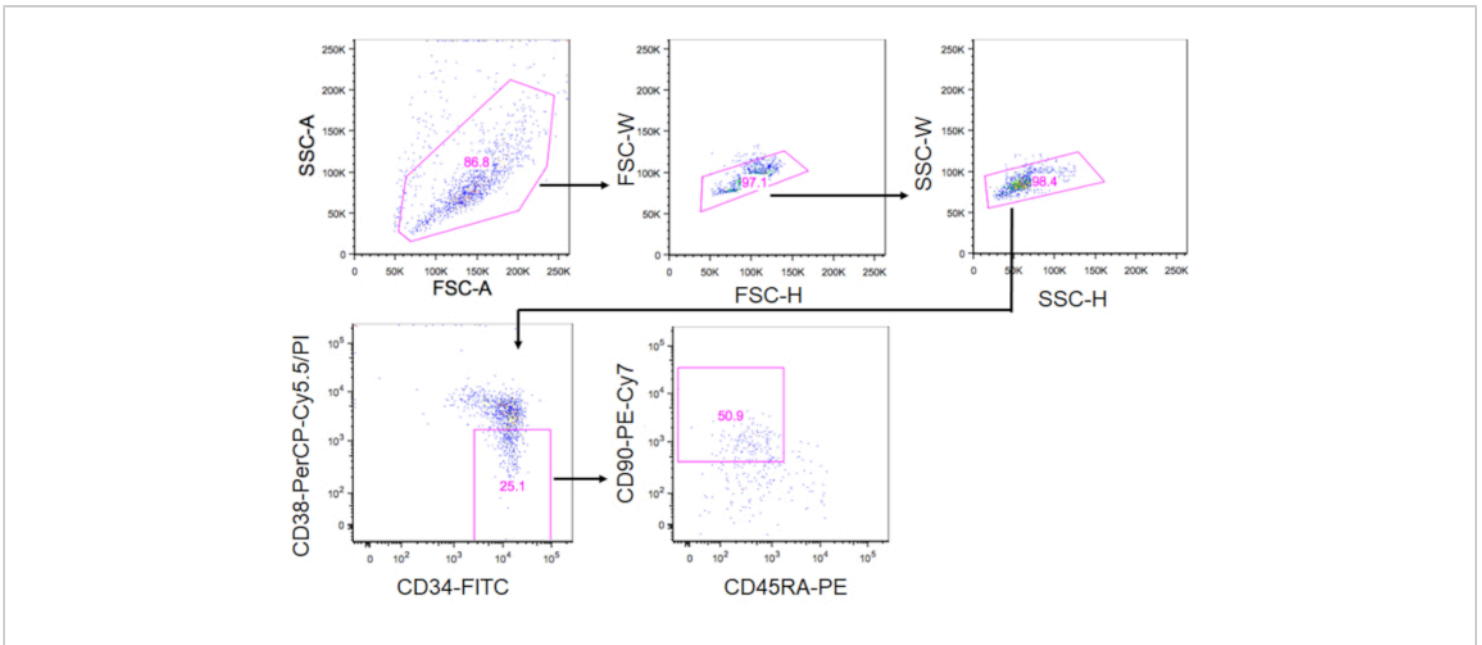 SSC-A
250K
200K
150K
100K
50K
0
86.8
0 50K 100K 150K 200K 250K
FSC-A
FSC-W
250K
200K
150K
100K
50K
0
97.1
0 50K 100K 150K 200K 250K
FSC-H
SSC-W
250K
200K
150K
100K
50K
0
98.4
0 50K 100K 150K 200K 250K
SSC-H
CD38-PerCP-Cy5.5/PI
10⁵
10⁴
10³
10²
0
25.1
0 10² 10³ 10⁴ 10⁵
CD34-FITC
CD90-PE-Cy7
10⁵
10⁴
10³
10²
0
50.9
0 10² 10³ 10⁴ 10⁵
CD45RA-PE